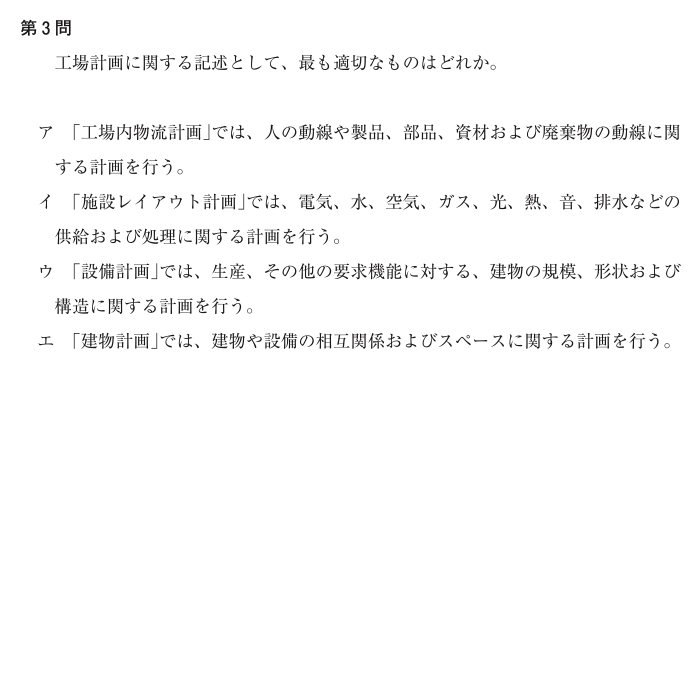 第3問
工場計画に関する記述として、最も適切なものはどれか。
ア 「工場内物流計画」では、人の動線や製品、部品、資材および廃棄物の動線に関
する計画を行う。
イ 「施設レイアウト計画」では、電気、水、空気、ガス、光、熱、音、排水などの
供給および処理に関する計画を行う。
ウ 「設備計画」では、生産、その他の要求機能に対する、建物の規模、形状および
構造に関する計画を行う。
エ 「建物計画」では、建物や設備の相互関係およびスペースに関する計画を行う。